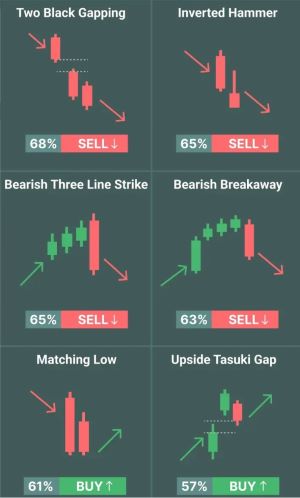 Two Black Gapping
Inverted Hammer
68% SELL↓
65% SELL↓
Bearish Three Line Strike
Bearish Breakaway
65% SELL↓
63% SELL↓
Matching Low
Upside Tasuki Gap
61% BUY↑
57% BUY↑